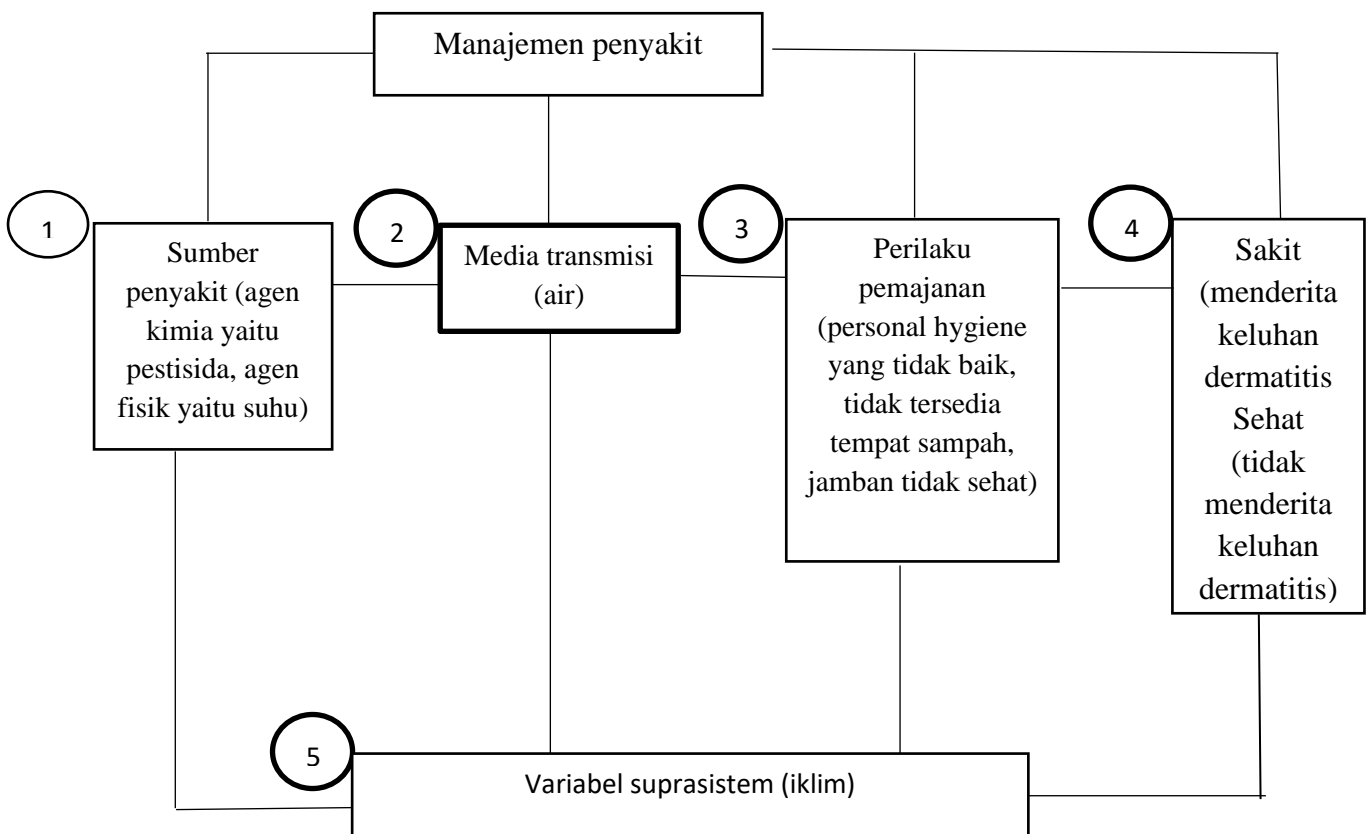 Manajemen penyakit
1
Sumber
penyakit (agen
kimia yaitu
pestisida, agen
fisik yaitu suhu)
2
Media transmisi
(air)
3
Perilaku
pemajanan
(personal hygiene
yang tidak baik,
tidak tersedia
tempat sampah,
jamban tidak sehat)
4
Sakit
(menderita
keluhan
dermatitis
Sehat
(tidak
menderita
keluhan
dermatitis)
5
Variabel suprasistem (iklim)